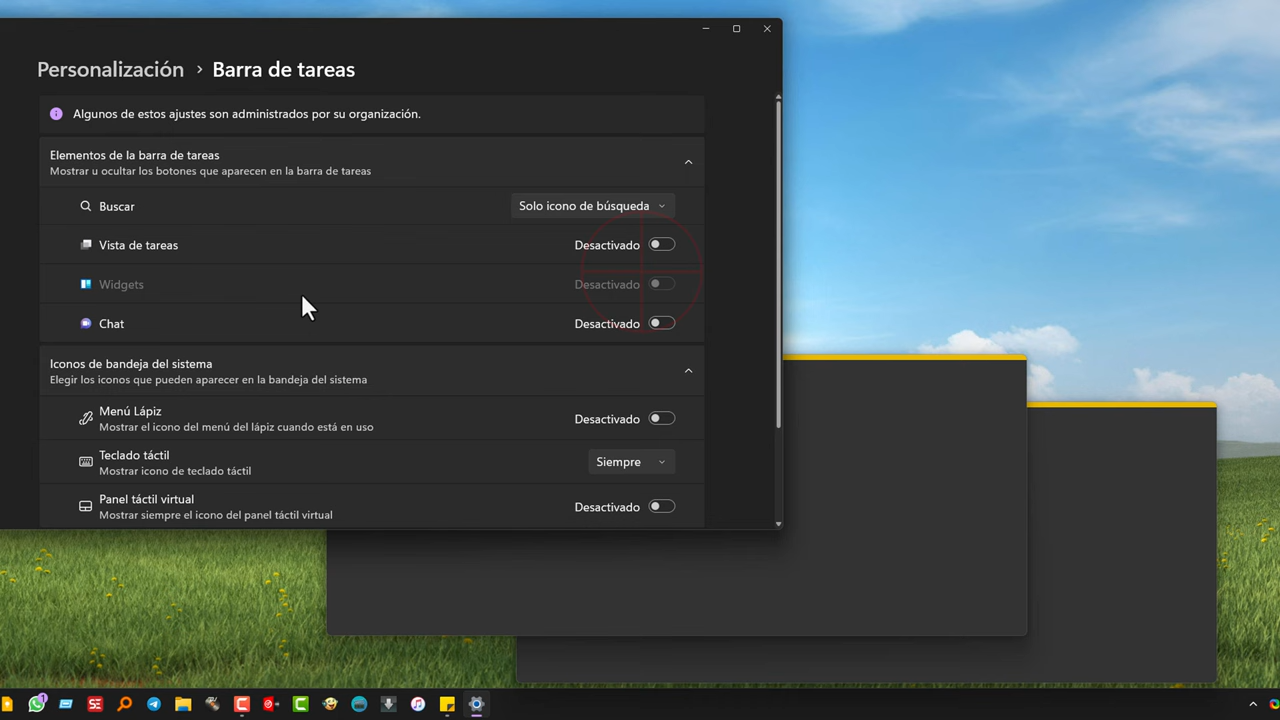 Personalización › Barra de tareas
Algunos de estos ajustes son administrados por su organización.
Elementos de la barra de tareas
Mostrar u ocultar los botones que aparecen en la barra de tareas
Buscar Solo icono de búsqueda
Vista de tareas Desactivado
Widgets Desactivado
Chat Desactivado
Iconos de bandeja del sistema
Elegir los iconos que pueden aparecer en la bandeja del sistema
Menú Lápiz
Mostrar el icono del menú del lápiz cuando está en uso
Desactivado
Teclado táctil
Mostrar icono de teclado táctil
Siempre
Panel táctil virtual
Mostrar siempre el icono del panel táctil virtual
Desactivado
1
SE